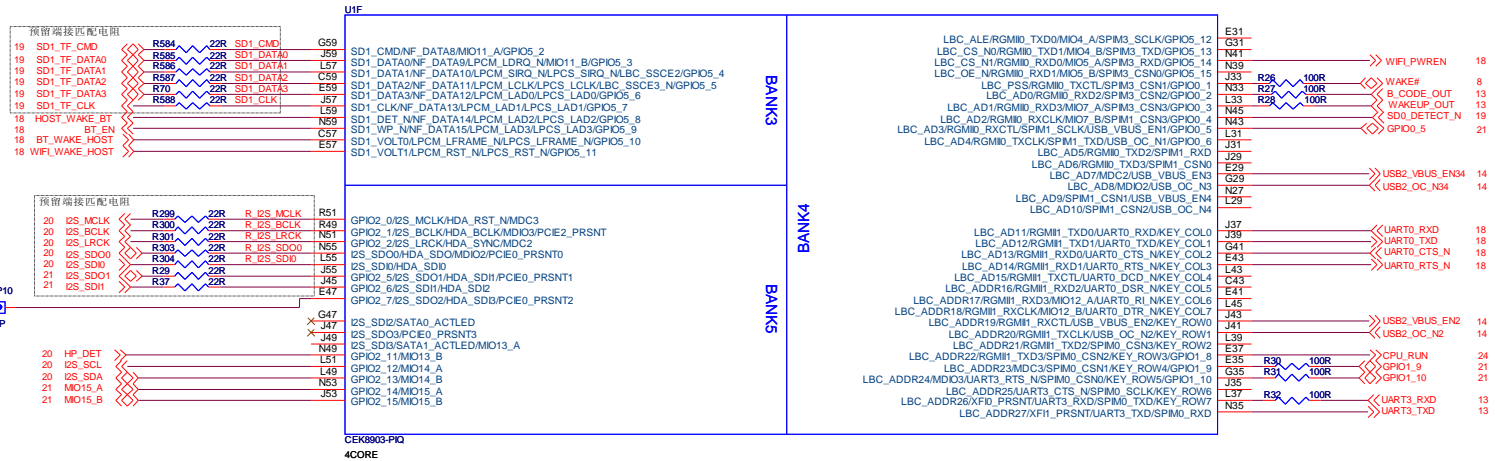 U1F
预留端接匹配电阻
19 SD1_TF_CMD R584 22R SD1_CMD G59 SD1_CMD/NF_DATA8/MIO11_A/GPIO5_2
19 SD1_TF_DATA0 R585 22R SD1_DATA0 J59 SD1_DATA0/NF_DATA9/LPCM_LDRQ_N/MIO11_B/GPIO5_3
19 SD1_TF_DATA1 R586 22R SD1_DATA1 L57 SD1_DATA1/NF_DATA10/LPCM_SIRQ_N/LPCS_SIRQ_N/LBC_SSCE2/GPIO5_4
19 SD1_TF_DATA2 R587 22R SD1_DATA2 C59 SD1_DATA2/NF_DATA11/LPCM_LCLK/LPCS_LCLK/LBC_SSCE3_N/GPIO5_5
19 SD1_TF_DATA3 R70 22R SD1_DATA3 E59 SD1_DATA3/NF_DATA12/LPCM_LAD0/LPCS_LAD0/GPIO5_6
19 SD1_TF_CLK R588 22R SD1_CLK J57 SD1_CLK/NF_DATA13/LPCM_LAD1/LPCS_LAD1/GPIO5_7
L59 SD1_DET_N/NF_DATA14/LPCM_LAD2/LPCS_LAD2/GPIO5_8
18 HOST_WAKE_BT N59 SD1_WP_N/NF_DATA15/LPCM_LAD3/LPCS_LAD3/GPIO5_9
18 BT_EN C57 SD1_VOLT0/LPCM_LFRAME_N/LPCS_LFRAME_N/GPIO5_10
18 BT_WAKE_HOST E57 SD1_VOLT1/LPCM_RST_N/LPCS_RST_N/GPIO5_11
18 WIFI_WAKE_HOST
BANK3
预留端接匹配电阻
20 I2S_MCLK R299 22R R_I2S_MCLK R51 GPIO2_0/I2S_MCLK/HDA_RST_N/MDC3
20 I2S_BCLK R300 22R R_I2S_BCLK R49 GPIO2_1/I2S_BCLK/HDA_BCLK/MDIO3/PCIE2_PRSNT
20 I2S_LRCK R301 22R R_I2S_LRCK N51 GPIO2_2/I2S_LRCK/HDA_SYNC/MDC2
20 I2S_SDO0 R303 22R R_I2S_SDO0 N55 I2S_SDO0/HDA_SDO/MDIO2/PCIE0_PRSNT0
20 I2S_SDI0 R304 22R R_I2S_SDI0 L55 I2S_SDI0/HDA_SDI0
21 I2S_SDO1 R29 22R J55 GPIO2_5/I2S_SDO1/HDA_SDI1/PCIE0_PRSNT1
21 I2S_SDI1 R37 22R J45 GPIO2_6/I2S_SDI1/HDA_SDI2
E47 GPIO2_7/I2S_SDO2/HDA_SDI3/PCIE0_PRSNT2
P10
P
G47 I2S_SDI2/SATA0_ACTLED
J47 I2S_SDO3/PCIE0_PRSNT3
J49 I2S_SDI3/SATA1_ACTLED/MIO13_A
20 HP_DET N49 GPIO2_11/MIO13_B
20 I2S_SCL L51 GPIO2_12/MIO14_A
20 I2S_SDA L49 GPIO2_13/MIO14_B
21 MIO15_A N53 GPIO2_14/MIO15_A
21 MIO15_B J53 GPIO2_15/MIO15_B
BANK5
CEK8903-PIQ
4CORE
BANK4
LBC_ALE/RGMII0_TXD0/MIO4_A/SPIM3_SCLK/GPIO5_12 E31
LBC_CS_N0/RGMII0_TXD1/MIO4_B/SPIM3_TXD/GPIO5_13 G31
LBC_CS_N1/RGMII0_RXD0/MIO5_A/SPIM3_RXD/GPIO5_14 N41 WIFI_PWREN 18
LBC_OE_N/RGMII0_RXD1/MIO5_B/SPIM3_CSN0/GPIO5_15 N39
LBC_PSS/RGMII0_TXCTL/SPIM3_CSN1/GPIO0_1 J33 R26 100R WAKE# 8
LBC_AD0/RGMII0_RXD2/SPIM3_CSN2/GPIO0_2 N33 R27 100R B_CODE_OUT 13
LBC_AD1/RGMII0_RXD3/MIO7_A/SPIM3_CSN3/GPIO0_3 L33 R28 100R WAKEUP_OUT 13
LBC_AD2/RGMII0_RXCLK/MIO7_B/SPIM1_CSN3/GPIO0_4 N45 SD0_DETECT_N 19
LBC_AD3/RGMII0_RXCTL/SPIM1_SCLK/USB_VBUS_EN1/GPIO0_5 N43 GPIO0_5 21
LBC_AD4/RGMII0_TXCLK/SPIM1_TXD/USB_OC_N1/GPIO0_6 L31
LBC_AD5/RGMII0_TXD2/SPIM1_RXD J31
LBC_AD6/RGMII0_TXD3/SPIM1_CSN0 J29
LBC_AD7/MDC2/USB_VBUS_EN3 E29 USB2_VBUS_EN34 14
LBC_AD8/MDIO2/USB_OC_N3 G29 USB2_OC_N34 14
LBC_AD9/SPIM1_CSN1/USB_VBUS_EN4 N27
LBC_AD10/SPIM1_CSN2/USB_OC_N4 L29
LBC_AD11/RGMII1_TXD0/UART0_RXD/KEY_COL0 J37 UART0_RXD 18
LBC_AD12/RGMII1_TXD1/UART0_TXD/KEY_COL1 J39 UART0_TXD 18
LBC_AD13/RGMII1_RXD0/UART0_CTS_N/KEY_COL2 G41 UART0_CTS_N 18
LBC_AD14/RGMII1_RXD1/UART0_RTS_N/KEY_COL3 E43 UART0_RTS_N 18
LBC_AD15/RGMII1_TXCTL/UART0_DCD_N/KEY_COL4 L43
LBC_ADDR16/RGMII1_RXD2/UART0_DSR_N/KEY_COL5 C43
LBC_ADDR17/RGMII1_RXD3/MIO12_A/UART0_RI_N/KEY_COL6 E41
LBC_ADDR18/RGMII1_RXCLK/MIO12_B/UART0_DTR_N/KEY_COL7 L45
LBC_ADDR19/RGMII1_RXCTL/USB_VBUS_EN2/KEY_ROW0 J43 USB2_VBUS_EN2 14
LBC_ADDR20/RGMII1_TXCLK/USB_OC_N2/KEY_ROW1 J41 USB2_OC_N2 14
LBC_ADDR21/RGMII1_TXD2/SPIM0_CSN3/KEY_ROW2 L39
LBC_ADDR22/RGMII1_TXD3/SPIM0_CSN2/KEY_ROW3/GPIO1_8 E37 CPU_RUN 24
LBC_ADDR23/MDC3/SPIM0_CSN1/KEY_ROW4/GPIO1_9 E35 R30 100R GPIO1_9 21
LBC_ADDR24/MDIO3/UART3_RTS_N/SPIM0_CSN0/KEY_ROW5/GPIO1_10 G35 R31 100R GPIO1_10 21
LBC_ADDR25/UART3_CTS_N/SPIM0_SCLK/KEY_ROW6 J35
LBC_ADDR26/XFI0_PRSNT/UART3_RXD/SPIM0_TXD/KEY_ROW7 L37 R32 100R UART3_RXD 13
LBC_ADDR27/XFI1_PRSNT/UART3_TXD/SPIM0_RXD N35 UART3_TXD 13